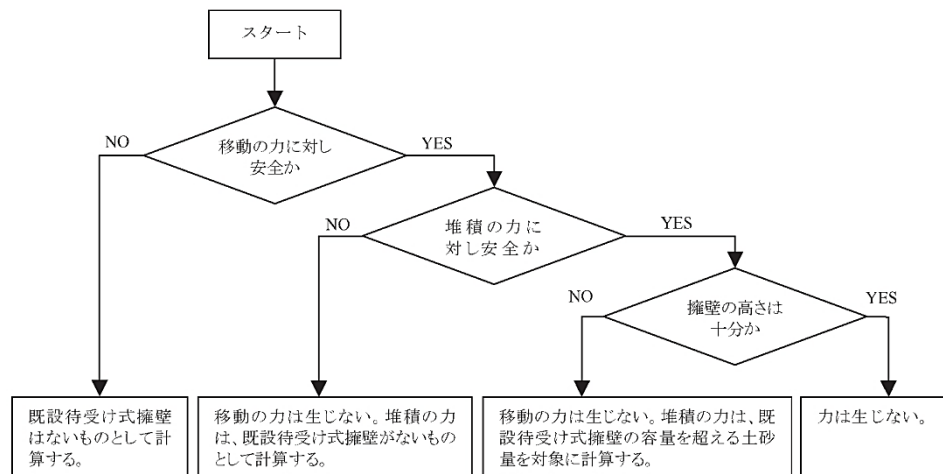 スタート
移動の力に対し
安全か
NO
YES
堆積の力に
対し安全か
NO
YES
擁壁の高さは
十分か
NO
YES
既設待受け式擁壁
はないものとして計
算する。
移動の力は生じない。堆積の力
は、既設待受け式擁壁がないもの
として計算する。
移動の力は生じない。堆積の力は、既
設待受け式擁壁の容量を超える土砂
量を対象に計算する。
力は生じない。